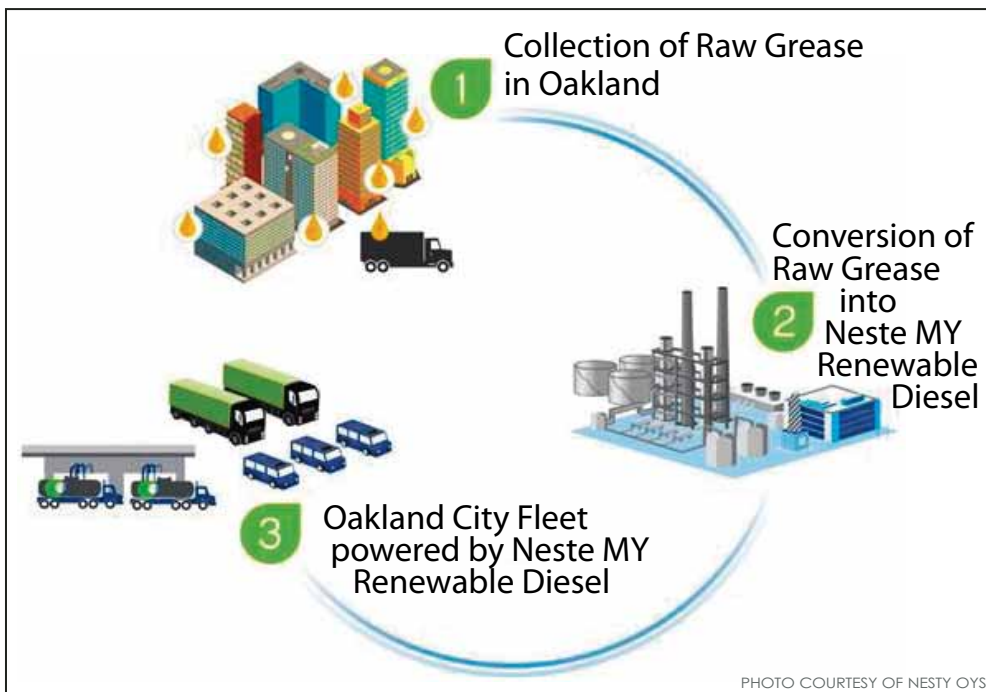 1
Collection of Raw Grease
in Oakland
2
Conversion of
Raw Grease
into
Neste MY
Renewable
Diesel
3
Oakland City Fleet
powered by Neste MY
Renewable Diesel
PHOTO COURTESY OF NESTY OYS